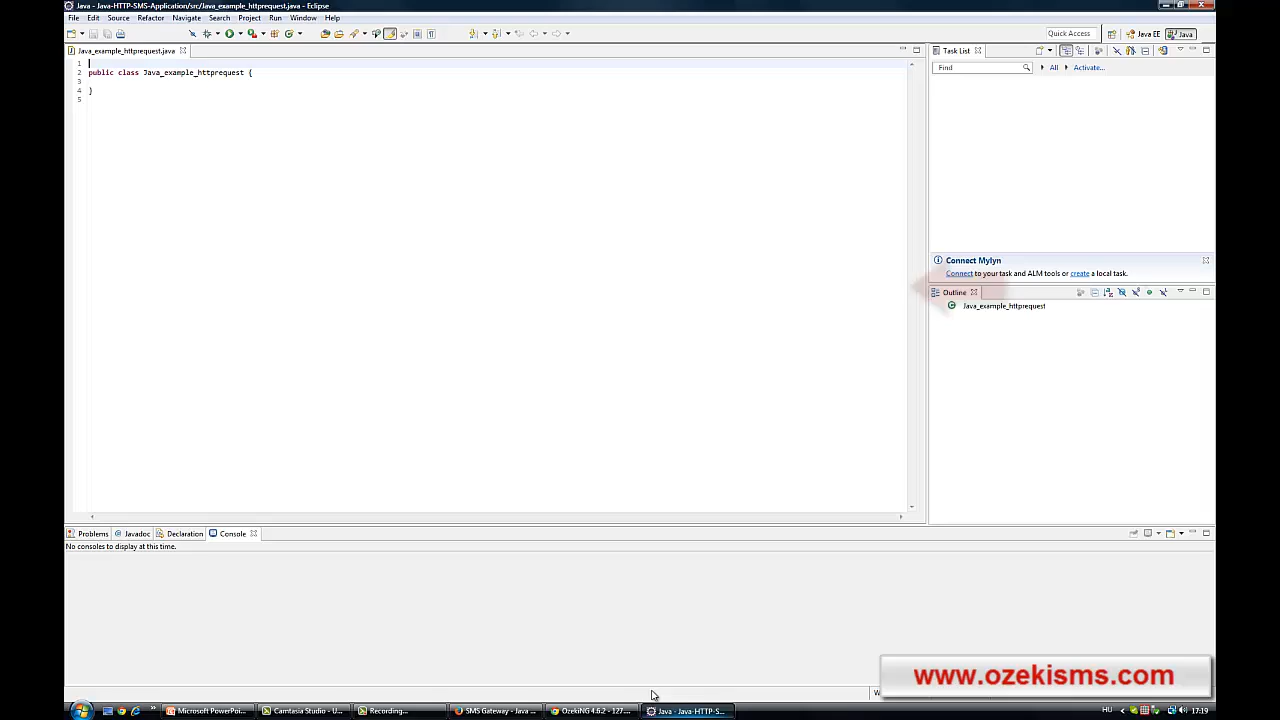 Java - Java-HTTP-SMS-Application/src/Java_example_httprequest.java - Eclipse
File Edit Source Refactor Navigate Search Project Run Window Help
Quick Access
Java EE
Java
Java_example_httprequest.java
1
2 public class Java_example_httprequest {
3
4 }
5
Task List
Find
All
Activate...
Connect Mylyn
Connect to your task and ALM tools or create a local task.
Outline
Java_example_httprequest
Problems Javadoc Declaration Console
No consoles to display at this time.
www.ozekisms.com
W
Microsoft PowerPoi... Camtasia Studio - U... Recording... SMS Gateway - Java ... OzekiNG 4.6.2 - 127.... Java - Java-HTTP-S... HU 17:19